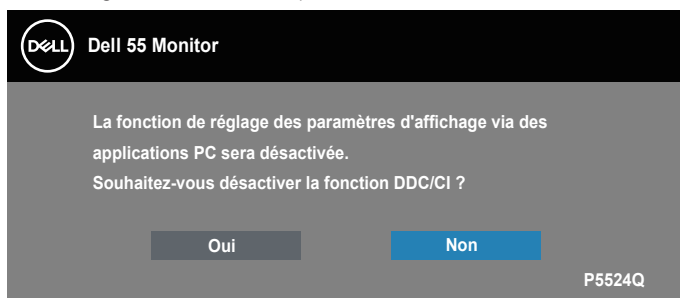 DELL Dell 55 Monitor
La fonction de réglage des paramètres d'affichage via des
applications PC sera désactivée.
Souhaitez-vous désactiver la fonction DDC/CI ?
Oui Non
P5524Q